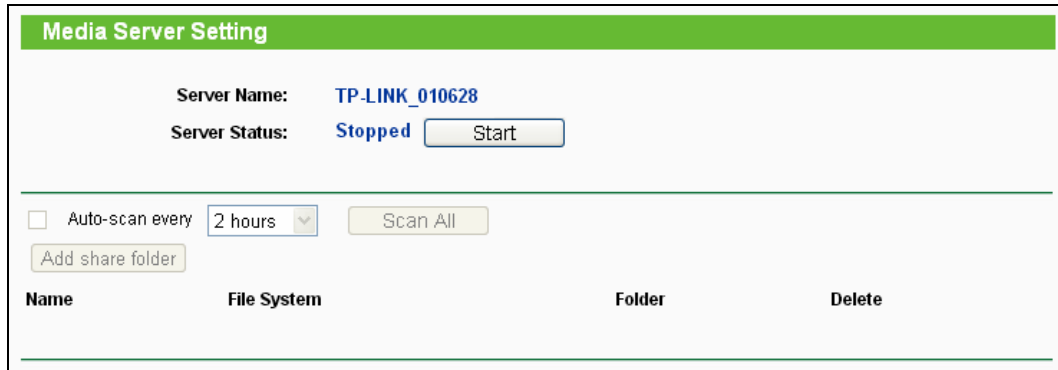 Media Server Setting
Server Name: TP-LINK_010628
Server Status: Stopped Start
Auto-scan every 2 hours Scan All
Add share folder
Name File System Folder Delete